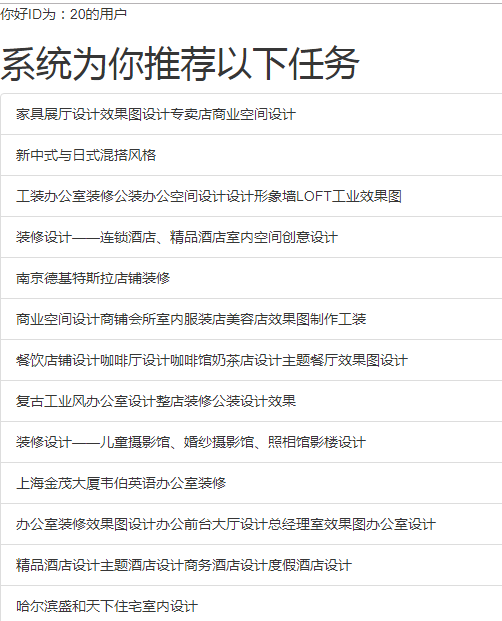 你好ID为：20的用户
系统为你推荐以下任务
家具展厅设计效果图设计专卖店商业空间设计
新中式与日式混搭风格
工装办公室装修公装办公空间设计设计形象墙LOFT工业效果图
装修设计——连锁酒店、精品酒店室内空间创意设计
南京德基特斯拉店铺装修
商业空间设计商铺会所室内服装店美容店效果图制作工装
餐饮店铺设计咖啡厅设计咖啡馆奶茶店设计主题餐厅效果图设计
复古工业风办公室设计整店装修公装设计效果
装修设计——儿童摄影馆、婚纱摄影馆、照相馆影楼设计
上海金茂大厦韦伯英语办公室装修
办公室装修效果图设计办公前台大厅设计总经理室效果图办公室设计
精品酒店设计主题酒店设计商务酒店设计度假酒店设计
哈尔滨盛和天下住宅室内设计